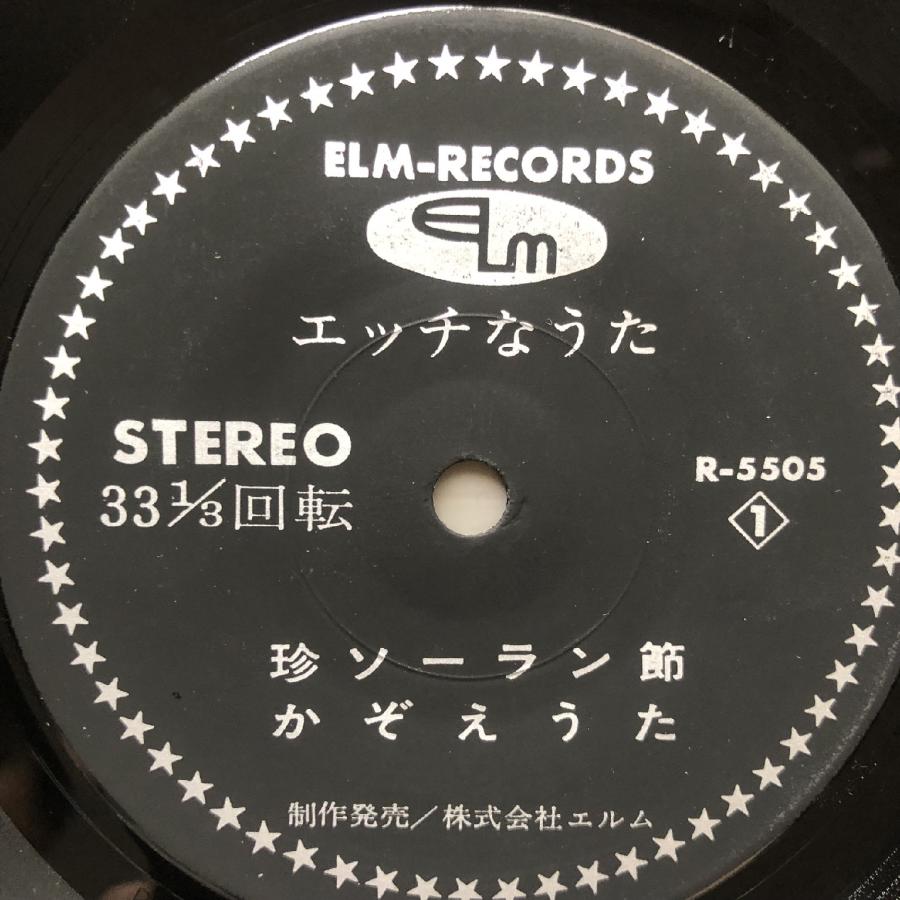 ELM-RECORDS
ELm
エッチなうた
STEREO
33⅓回転
R-5505
1
珍ソーラン節
かぞえうた
制作発売/株式会社エルム